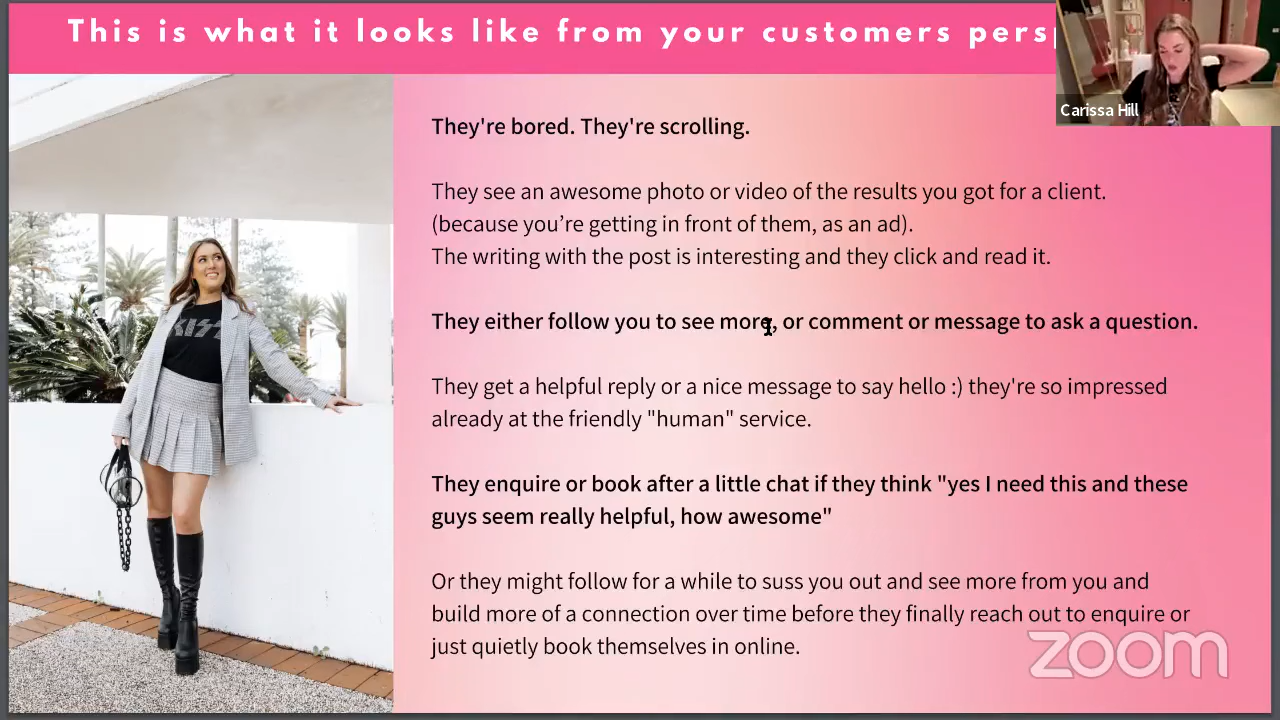 This is what it looks like from your customers
Carissa Hill
They're bored. They're scrolling.
They see an awesome photo or video of the results you got for a client.
(because you’re getting in front of them, as an ad).
The writing with the post is interesting and they click and read it.
They either follow you to see more, or comment or message to ask a question.
KISS
They get a helpful reply or a nice message to say hello :) they're so impressed
already at the friendly "human" service.
They enquire or book after a little chat if they think "yes I need this and these
guys seem really helpful, how awesome"
Or they might follow for a while to suss you out and see more from you and
build more of a connection over time before they finally reach out to enquire or
just quietly book themselves in online.
zoom